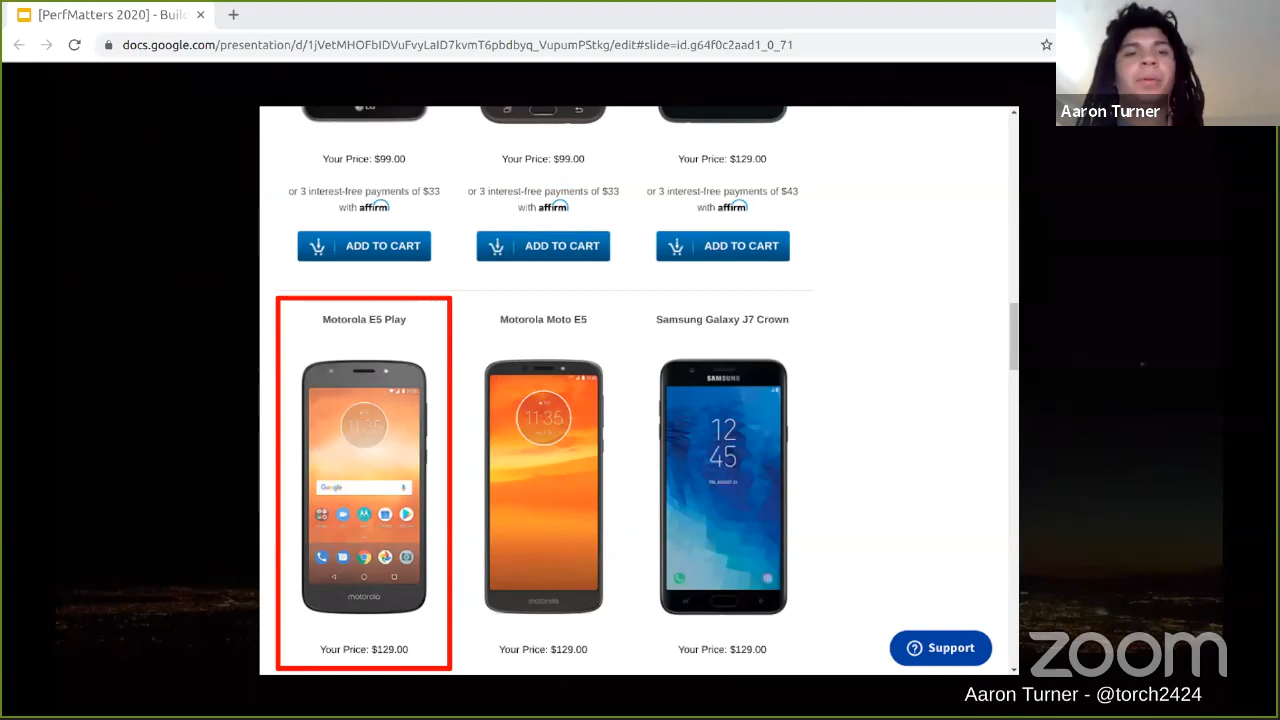 [PerfMatters 2020] - Build
docs.google.com/presentation/d/1jVetMHOFbIDVuFvyLaID7kvmT6pbdbyq_VupumPStkg/edit#slide=id.g64f0c2aad1_0_71
Aaron Turner
LG
Your Price: $99.00
Your Price: $99.00
Your Price: $129.00
or 3 interest-free payments of $33
with affirm
or 3 interest-free payments of $33
with affirm
or 3 interest-free payments of $43
with affirm
ADD TO CART
ADD TO CART
ADD TO CART
Motorola E5 Play
Motorola Moto E5
Samsung Galaxy J7 Crown
11:35
Google
motorola
11:35
motorola
SAMSUNG
12
45
FRI, AUGUST 31
Your Price: $129.00
Your Price: $129.00
Your Price: $129.00
Support
zoom
Aaron Turner - @torch2424